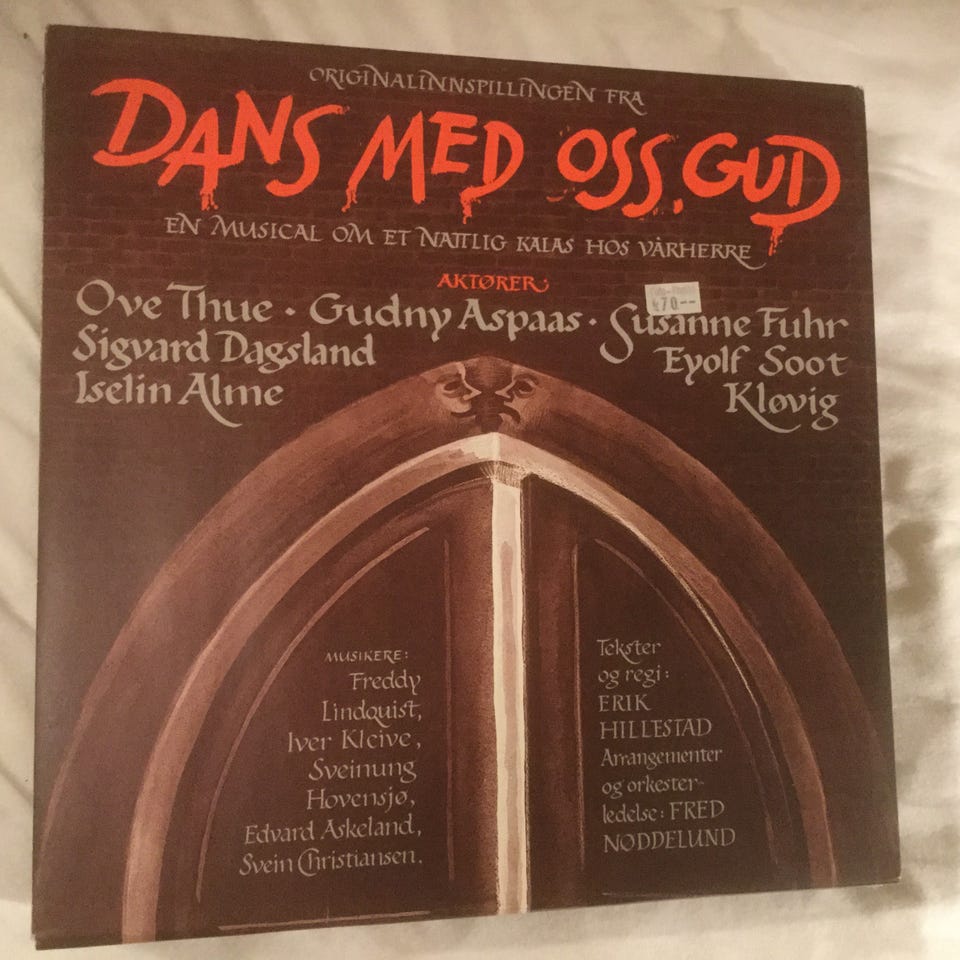 ORIGINALINNSPILLINGEN FRA
DANS MED OSS, GUD
EN MUSICAL OM ET NATTLIG KALAS HOS VÅRHERRE
AKTØRER:
Ove Thue · Gudny Aspaas · Susanne Fuhr
Sigvard Dagsland Eyolf Soot
Iselin Alme Kløvig
70--
MUSIKERE:
Freddy
Lindquist,
Iver Kleive,
Sveinung
Hovensjø,
Edvard Askeland,
Svein Christiansen.
Tekster
og regi:
ERIK
HILLESTAD
Arrangementer
og orkester-
ledelse: FRED
NØDDELUND